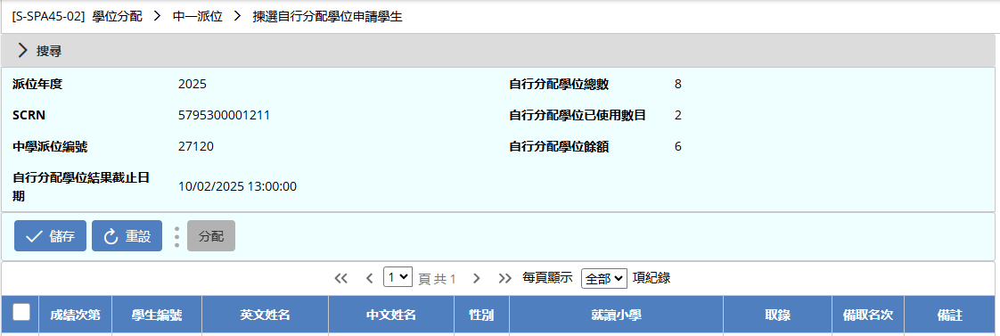 [S-SPA45-02] 學位分配 > 中一派位 > 揀選自行分配學位申請學生
搜尋
派位年度 2025 自行分配學位總數 8
SCRN 5795300001211 自行分配學位已使用數目 2
中學派位編號 27120 自行分配學位餘額 6
自行分配學位結果截止日
期 10/02/2025 13:00:00
儲存 重設 分配
1 頁 共 1 每頁顯示 全部 項紀錄
成績次第 學生編號 英文姓名 中文姓名 性別 就讀小學 取錄 備取名次 備註